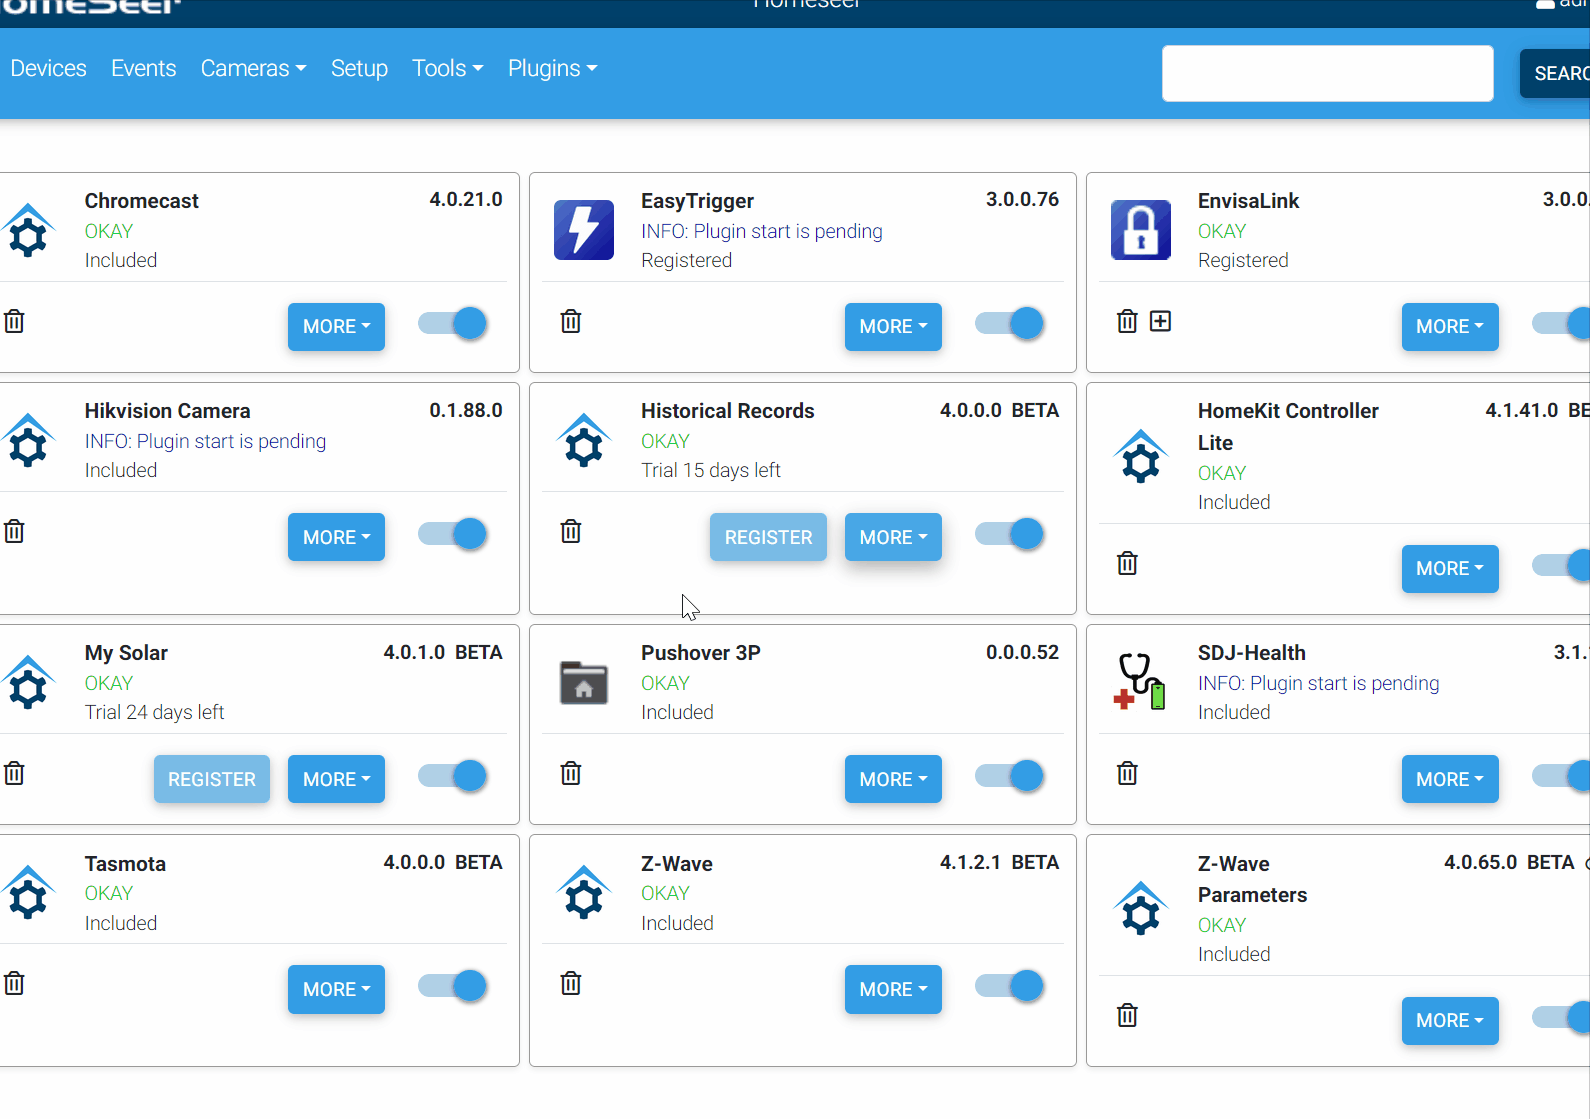 HomeSeer
Devices Events Cameras Setup Tools Plugins
Chromecast 4.0.21.0
OKAY
Included
MORE
EasyTrigger 3.0.0.76
INFO: Plugin start is pending
Registered
MORE
EnvisaLink 3.0.0.
OKAY
Registered
MORE
Hikvision Camera 0.1.88.0
INFO: Plugin start is pending
Included
MORE
Historical Records 4.0.0.0 BETA
OKAY
Trial 15 days left
REGISTER MORE
HomeKit Controller 4.1.41.0
Lite
OKAY
Included
MORE
My Solar 4.0.1.0 BETA
OKAY
Trial 24 days left
REGISTER MORE
Pushover 3P 0.0.0.52
OKAY
Included
MORE
SDJ-Health 3.1.
INFO: Plugin start is pending
Included
MORE
Tasmota 4.0.0.0 BETA
OKAY
Included
MORE
Z-Wave 4.1.2.1 BETA
OKAY
Included
MORE
Z-Wave 4.0.65.0 BETA
Parameters
OKAY
Included
MORE